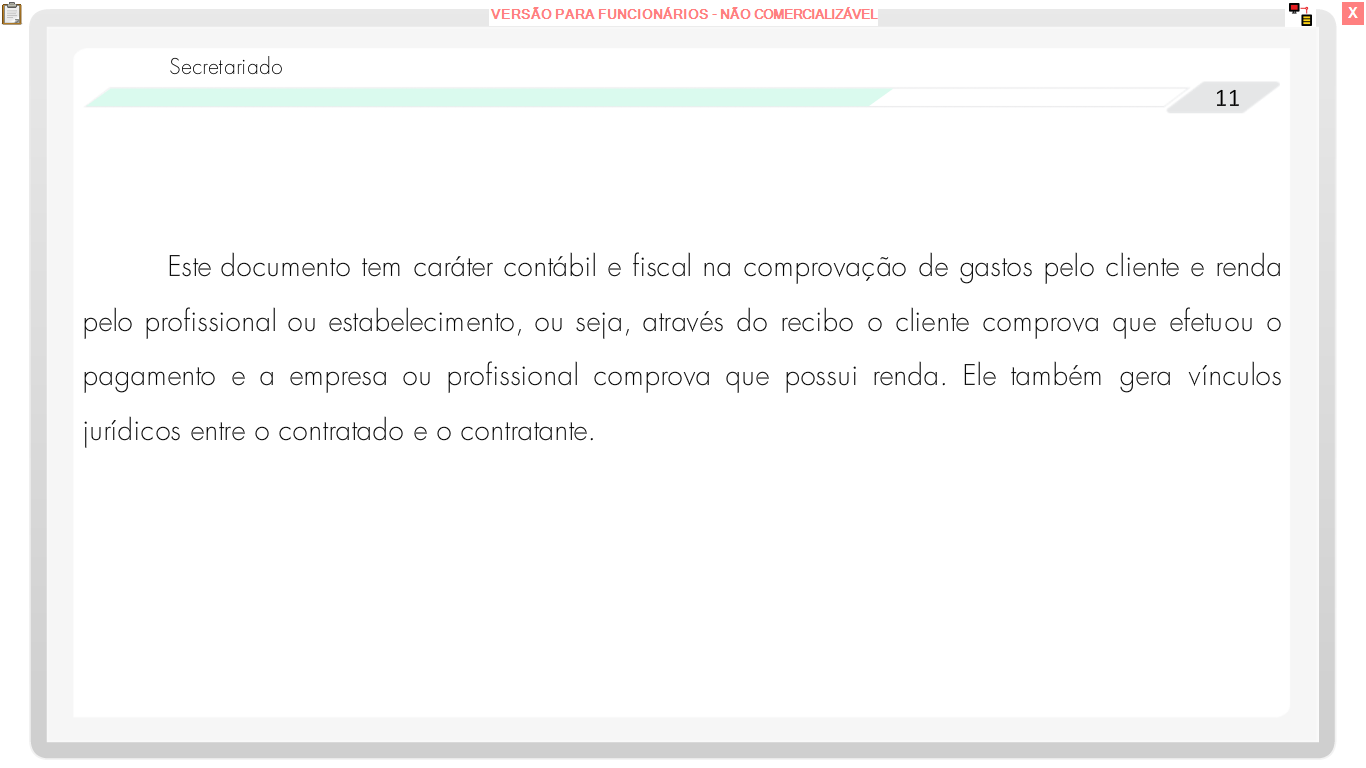 VERSÃO PARA FUNCIONÁRIOS - NÃO COMERCIALIZÁVEL
X
Secretariado
11
Este documento tem caráter contábil e fiscal na comprovação de gastos pelo cliente e renda
pelo profissional ou estabelecimento, ou seja, através do recibo o cliente comprova que efetuou o
pagamento e a empresa ou profissional comprova que possui renda. Ele também gera vínculos
jurídicos entre o contratado e o contratante.